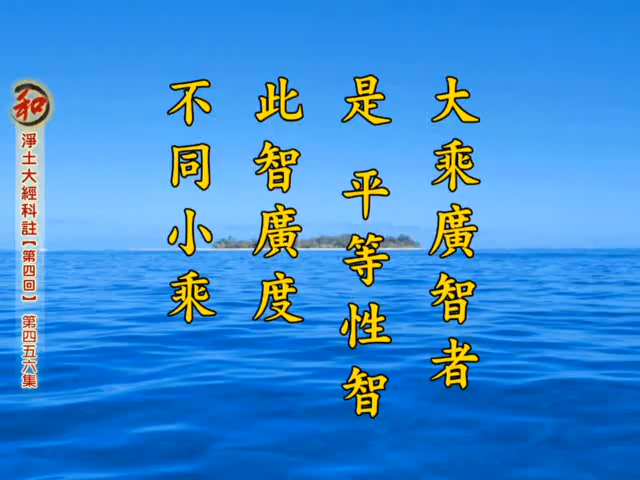 大乘廣智者
是 平等性智
此智廣度
不同小乘
和
淨土大經科註【第四回】 第四五六集